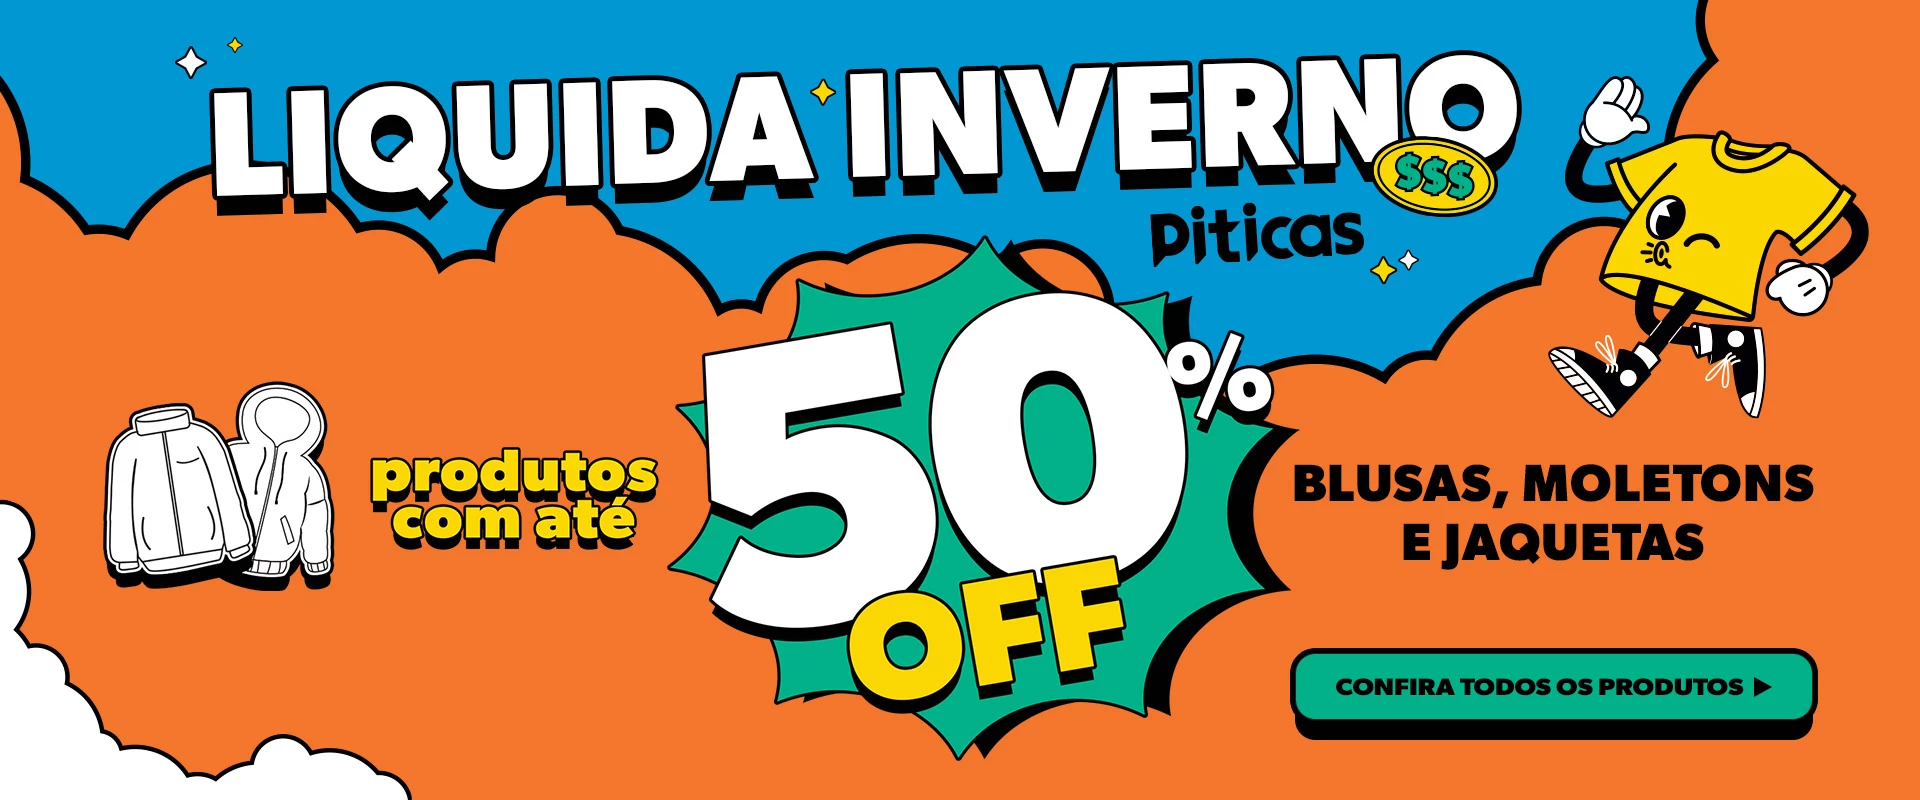 LIQUIDA INVERNO
$$$
Piticas
produtos
com até
50%
OFF
BLUSAS, MOLETONS
E JAQUETAS
CONFIRA TODOS OS PRODUTOS